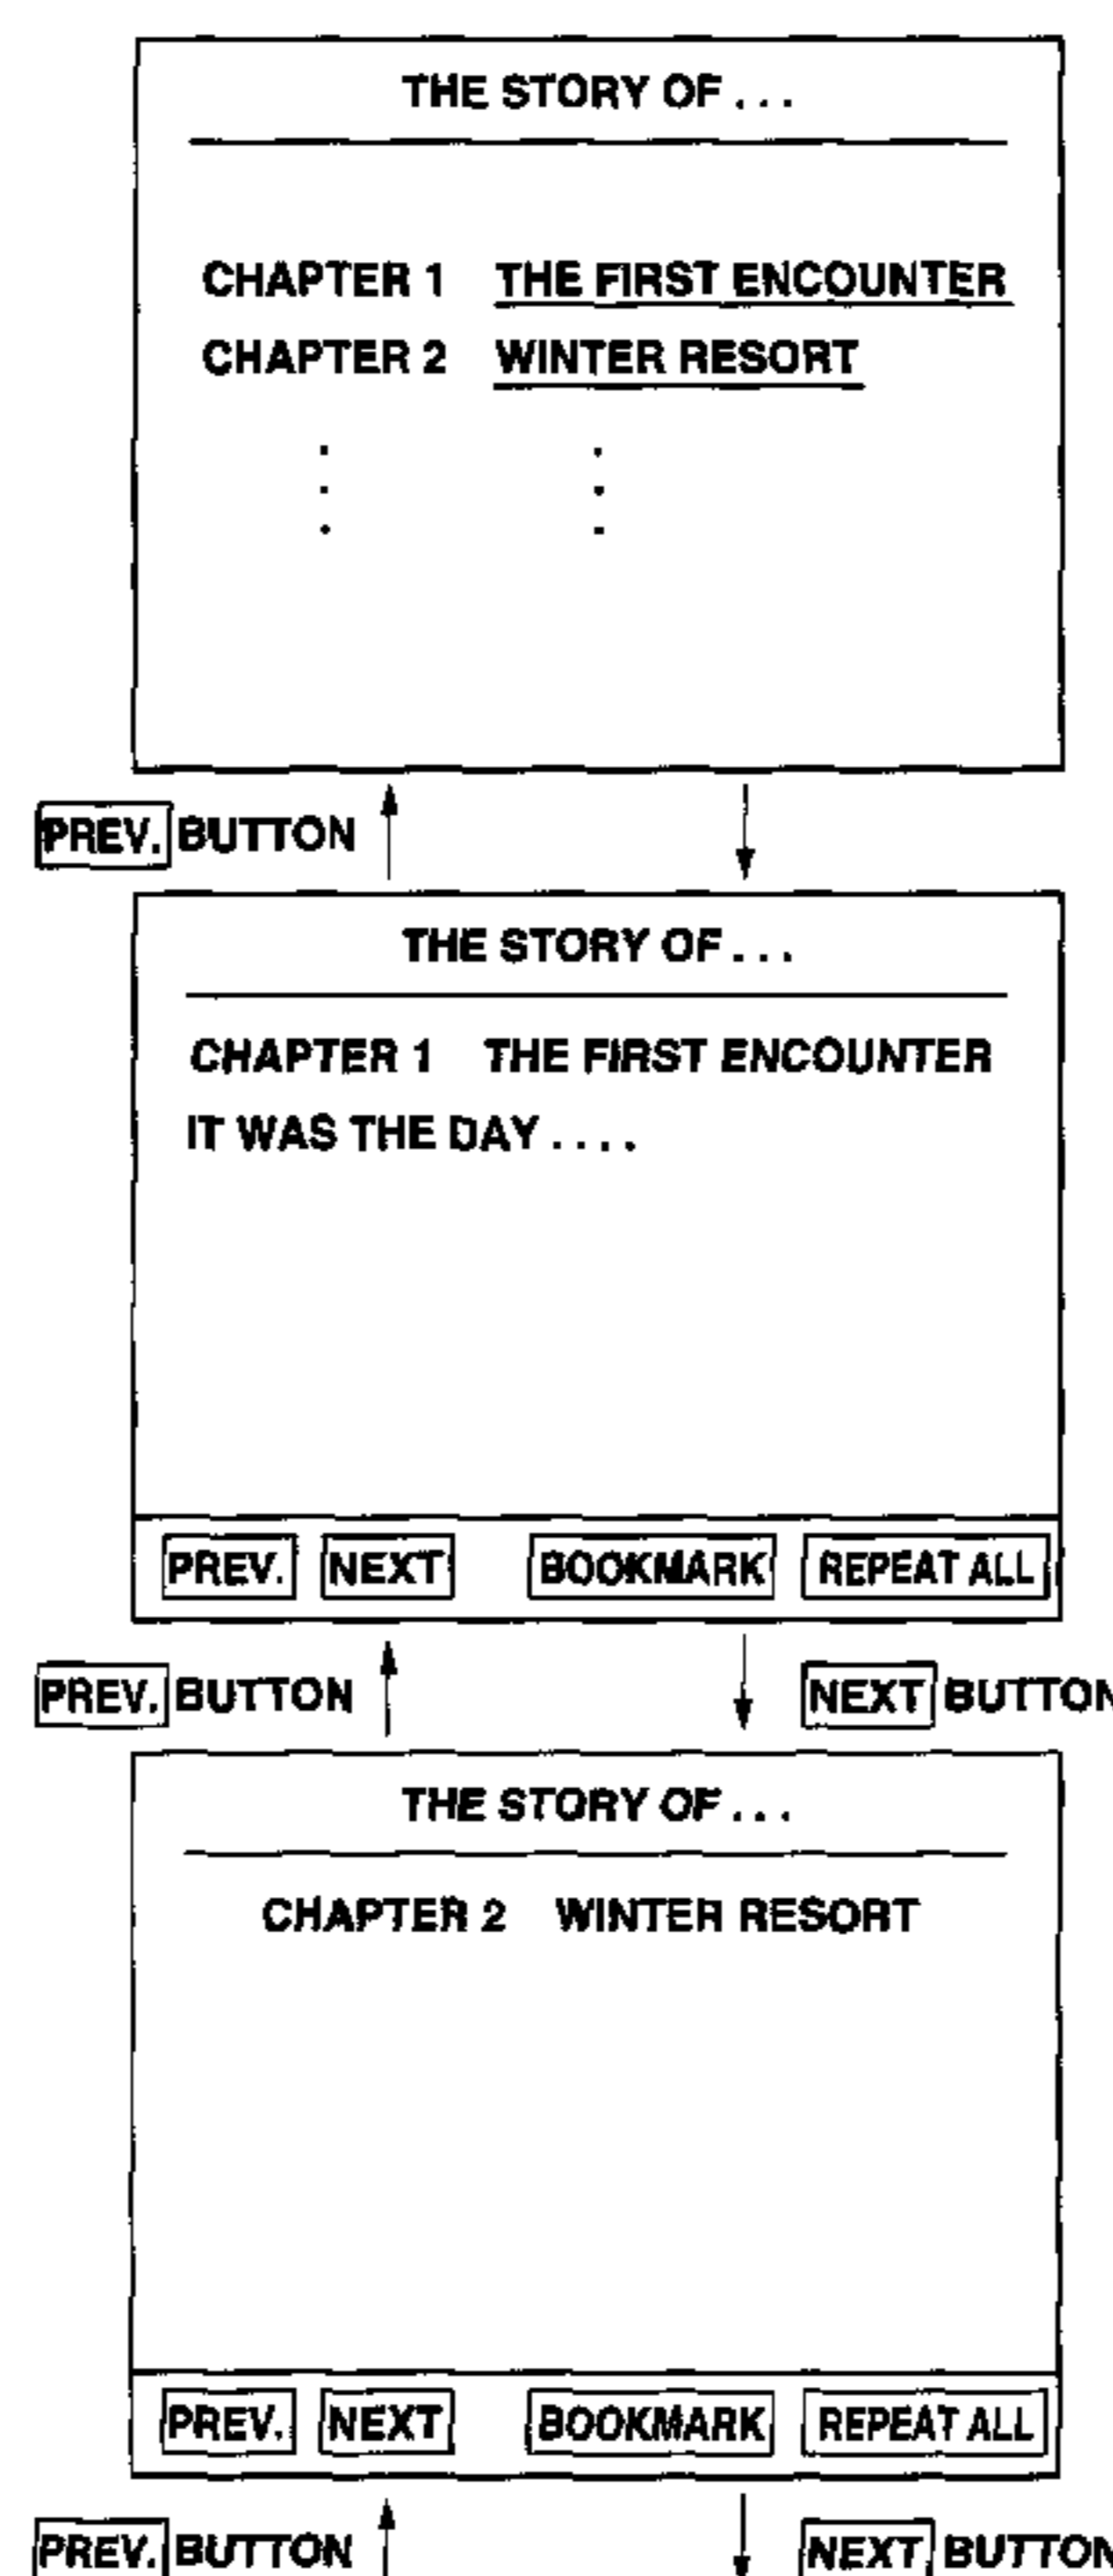 THE STORY OF . . .
CHAPTER 1 THE FIRST ENCOUNTER
CHAPTER 2 WINTER RESORT
PREV. BUTTON
THE STORY OF . . .
CHAPTER 1 THE FIRST ENCOUNTER
IT WAS THE DAY . . . .
PREV. NEXT BOOKMARK REPEAT ALL
PREV. BUTTON NEXT BUTTON
THE STORY OF . . .
CHAPTER 2 WINTER RESORT
PREV. NEXT BOOKMARK REPEAT ALL
PREV. BUTTON NEXT BUTTON